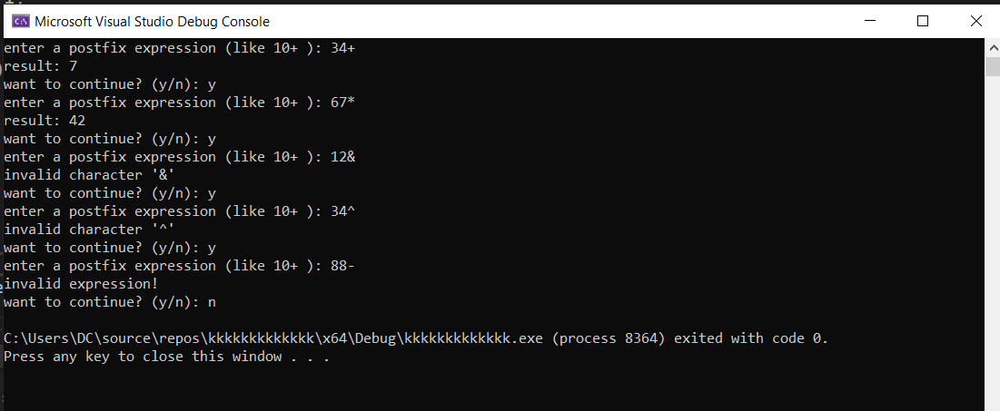 Microsoft Visual Studio Debug Console
enter a postfix expression (like 10+ ): 34+
result: 7
want to continue? (y/n): y
enter a postfix expression (like 10+ ): 67*
result: 42
want to continue? (y/n): y
enter a postfix expression (like 10+ ): 12&
invalid character '&'
want to continue? (y/n): y
enter a postfix expression (like 10+ ): 34^
invalid character '^'
want to continue? (y/n): y
enter a postfix expression (like 10+ ): 88-
invalid expression!
want to continue? (y/n): n
C:\Users\DC\source\repos\kkkkkkkkkkkkk\x64\Debug\kkkkkkkkkkkkk.exe (process 8364) exited with code 0.
Press any key to close this window . . .